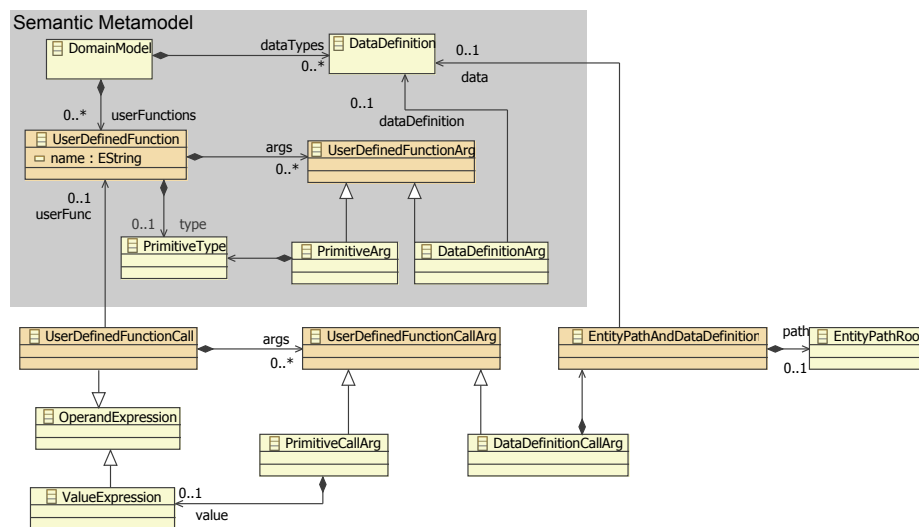 Semantic Metamodel
DomainModel
dataTypes
0..*
DataDefinition
0..1
data
0..*
userFunctions
0..1
dataDefinition
UserDefinedFunction
name : EString
args
0..*
UserDefinedFunctionArg
0..1
userFunc
0..1
type
PrimitiveType
PrimitiveArg
DataDefinitionArg
UserDefinedFunctionCall
args
0..*
UserDefinedFunctionCallArg
EntityPathAndDataDefinition
path
0..1
EntityPathRoo
OperandExpression
PrimitiveCallArg
DataDefinitionCallArg
ValueExpression
0..1
value